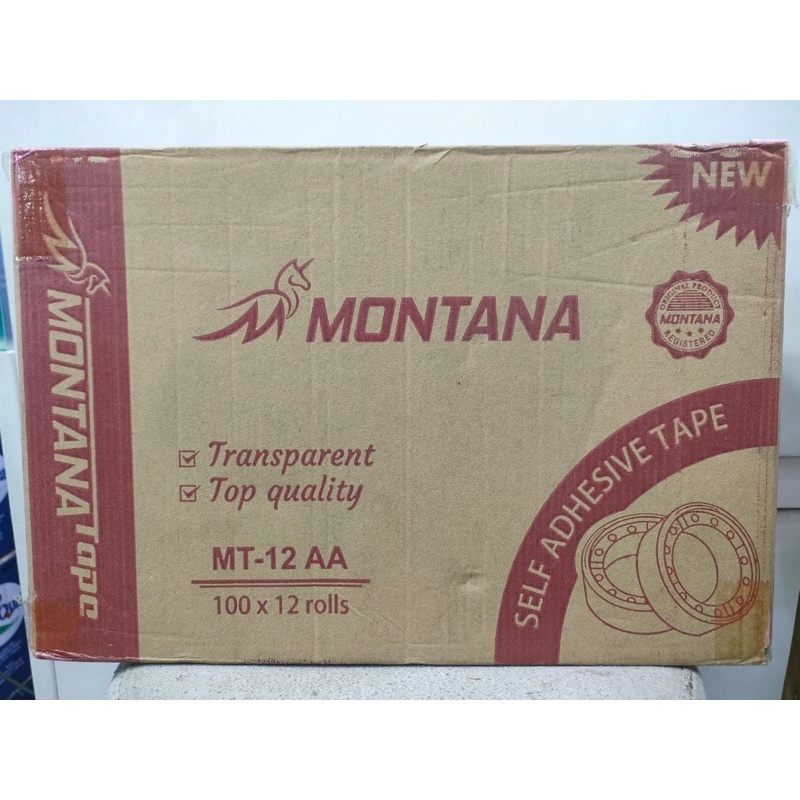 NEW
MONTANA
ORIGINAL PRODUCT
MONTANA
REGISTERED
MONTANA Tape
Transparent
Top quality
MT-12 AA
100 x 12 rolls
SELF ADHESIVE TAPE